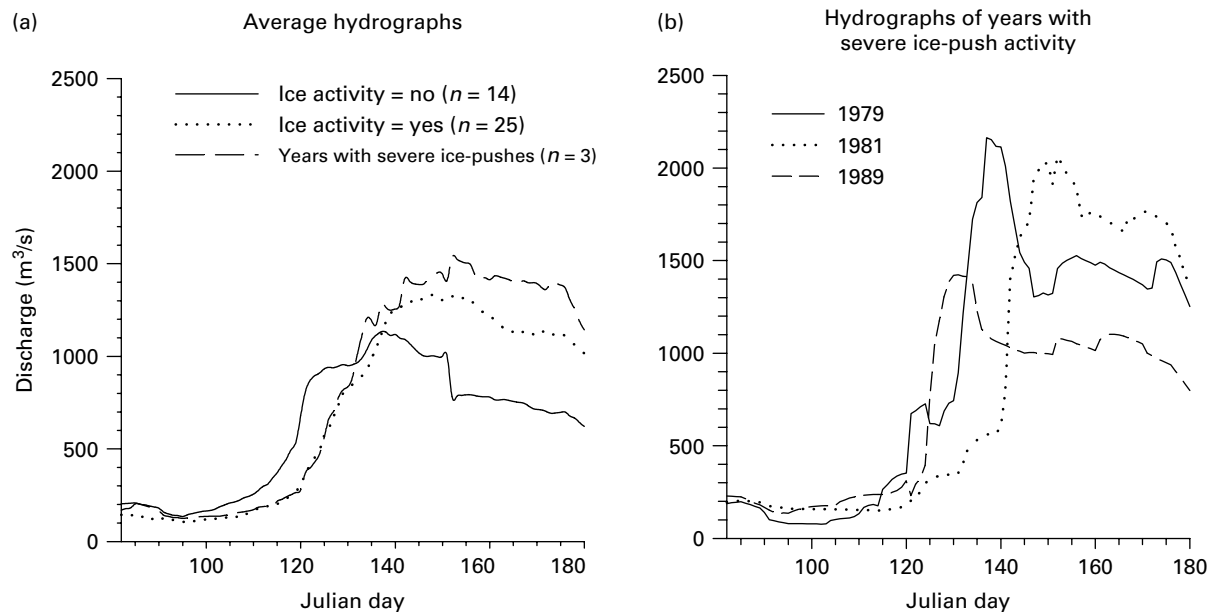 (a)
Average hydrographs
2500
2000
1500
1000
500
0
Discharge (m³/s)
Ice activity = no (n = 14)
Ice activity = yes (n = 25)
Years with severe ice-pushes (n = 3)
100 120 140 160 180
Julian day
(b)
Hydrographs of years with
severe ice-push activity
2500
2000
1500
1000
500
0
1979
1981
1989
100 120 140 160 180
Julian day